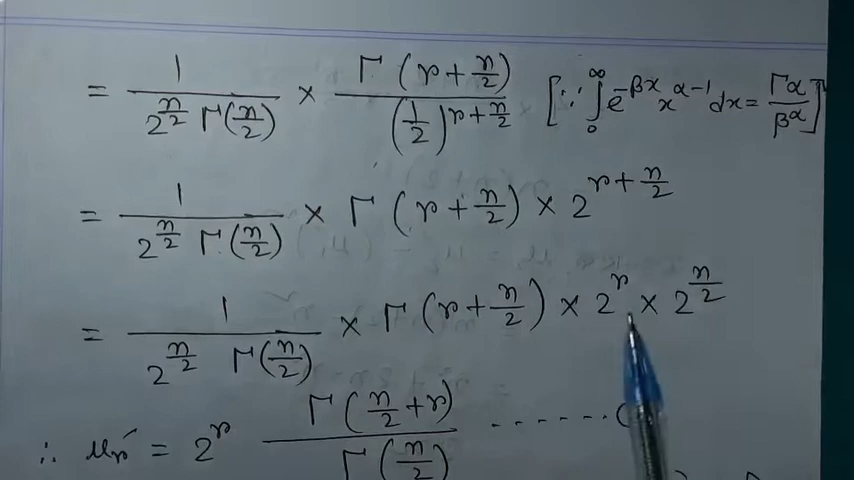 = 1 / (2^(n/2) Γ(n/2)) × Γ(r + n/2) / (1/2)^(r + n/2) [∵ ∫₀^∞ e^(-βx) x^(α-1) dx = Γα / β^α]
= 1 / (2^(n/2) Γ(n/2)) × Γ(r + n/2) × 2^(r + n/2)
= 1 / (2^(n/2) Γ(n/2)) × Γ(r + n/2) × 2^r × 2^(n/2)
∴ μr′ = 2^r Γ(n/2 + r) / Γ(n/2) ....... (